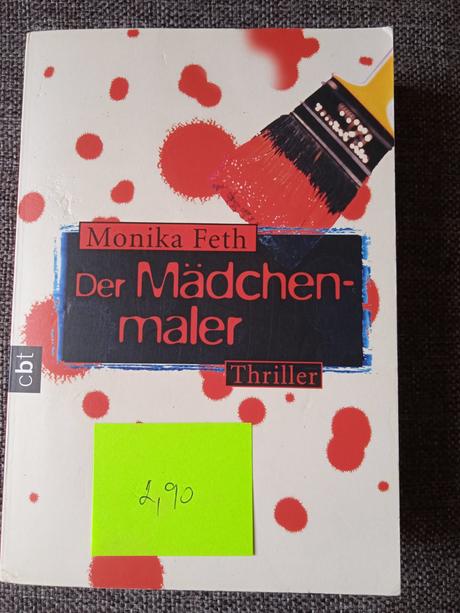 Monika Feth
Der Mädchen-
maler
Thriller
cbt
2,90